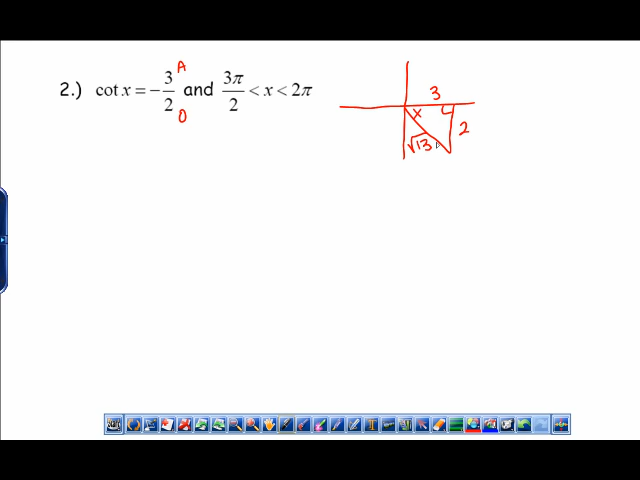 2.) cot x = -3/2 and 3π/2 < x < 2π
A
O
3
x
2
√13